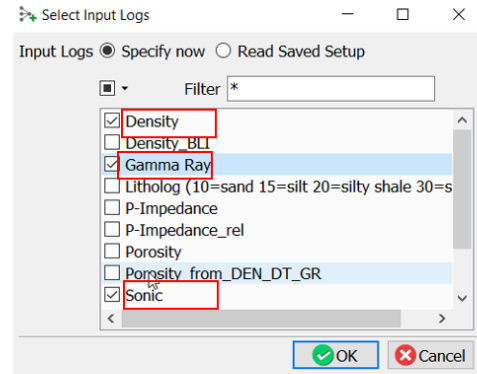 Select Input Logs
Input Logs Specify now Read Saved Setup
Filter *
Density
Density_BLI
Gamma Ray
Litholog (10=sand 15=silt 20=silty shale 30=s
P-Impedance
P-Impedance_rel
Porosity
Porosity_from_DEN_DT_GR
Sonic
OK Cancel